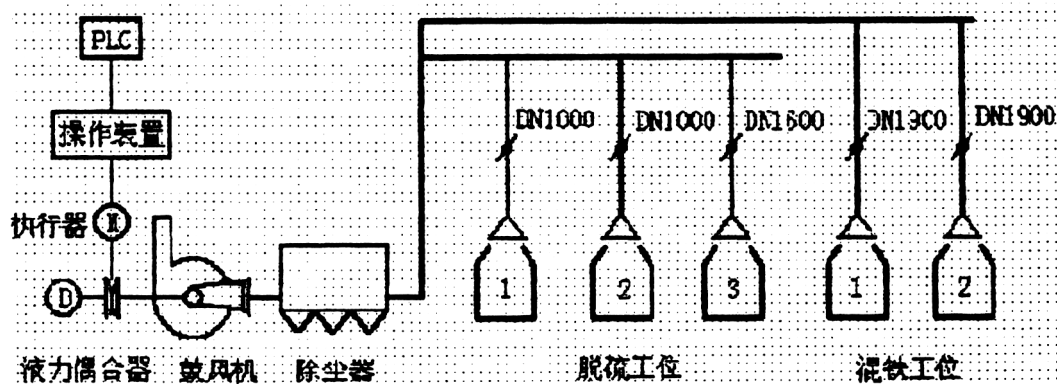 PLC
操作装置
DN1000
DN1000
DN1600
DN1900
DN1900
执行器
M
D
1
2
3
1
2
液力偶合器
鼓风机
除尘器
脱硫工位
混铁工位